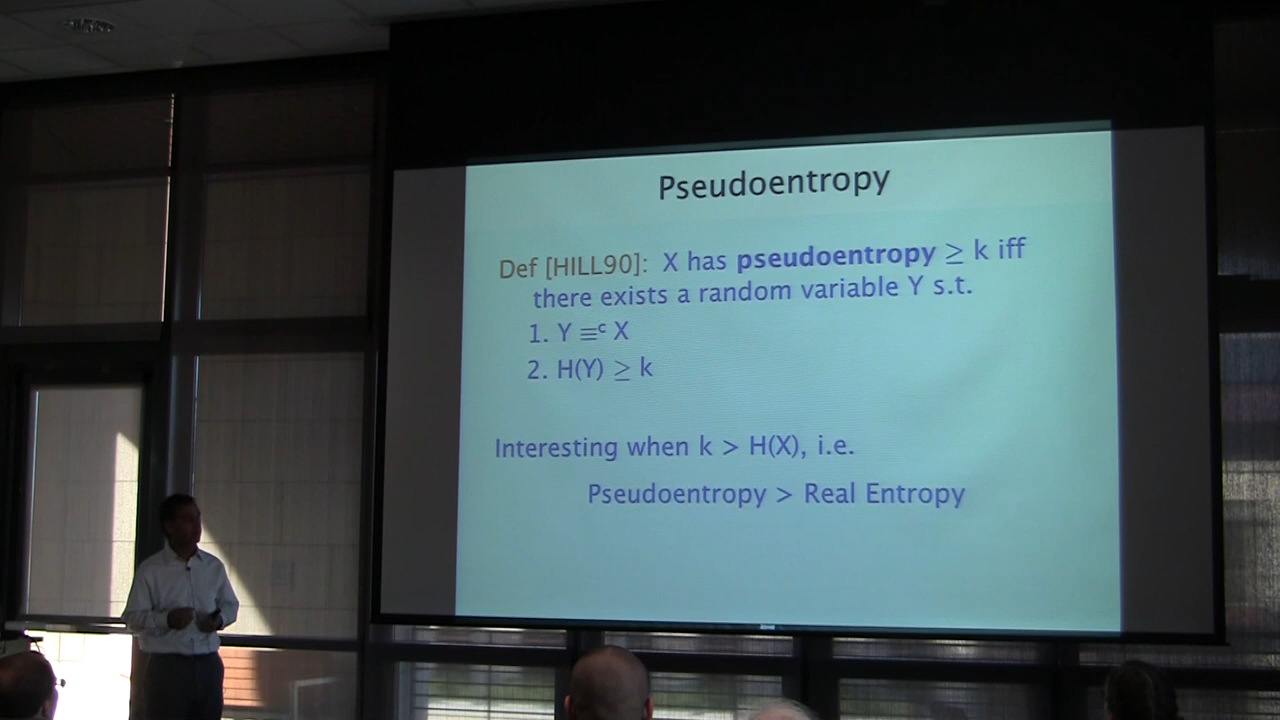 Pseudoentropy
Def [HILL90]: X has pseudoentropy ≥ k iff
there exists a random variable Y s.t.
1. Y ≡ᶜ X
2. H(Y) ≥ k
Interesting when k > H(X), i.e.
Pseudoentropy > Real Entropy